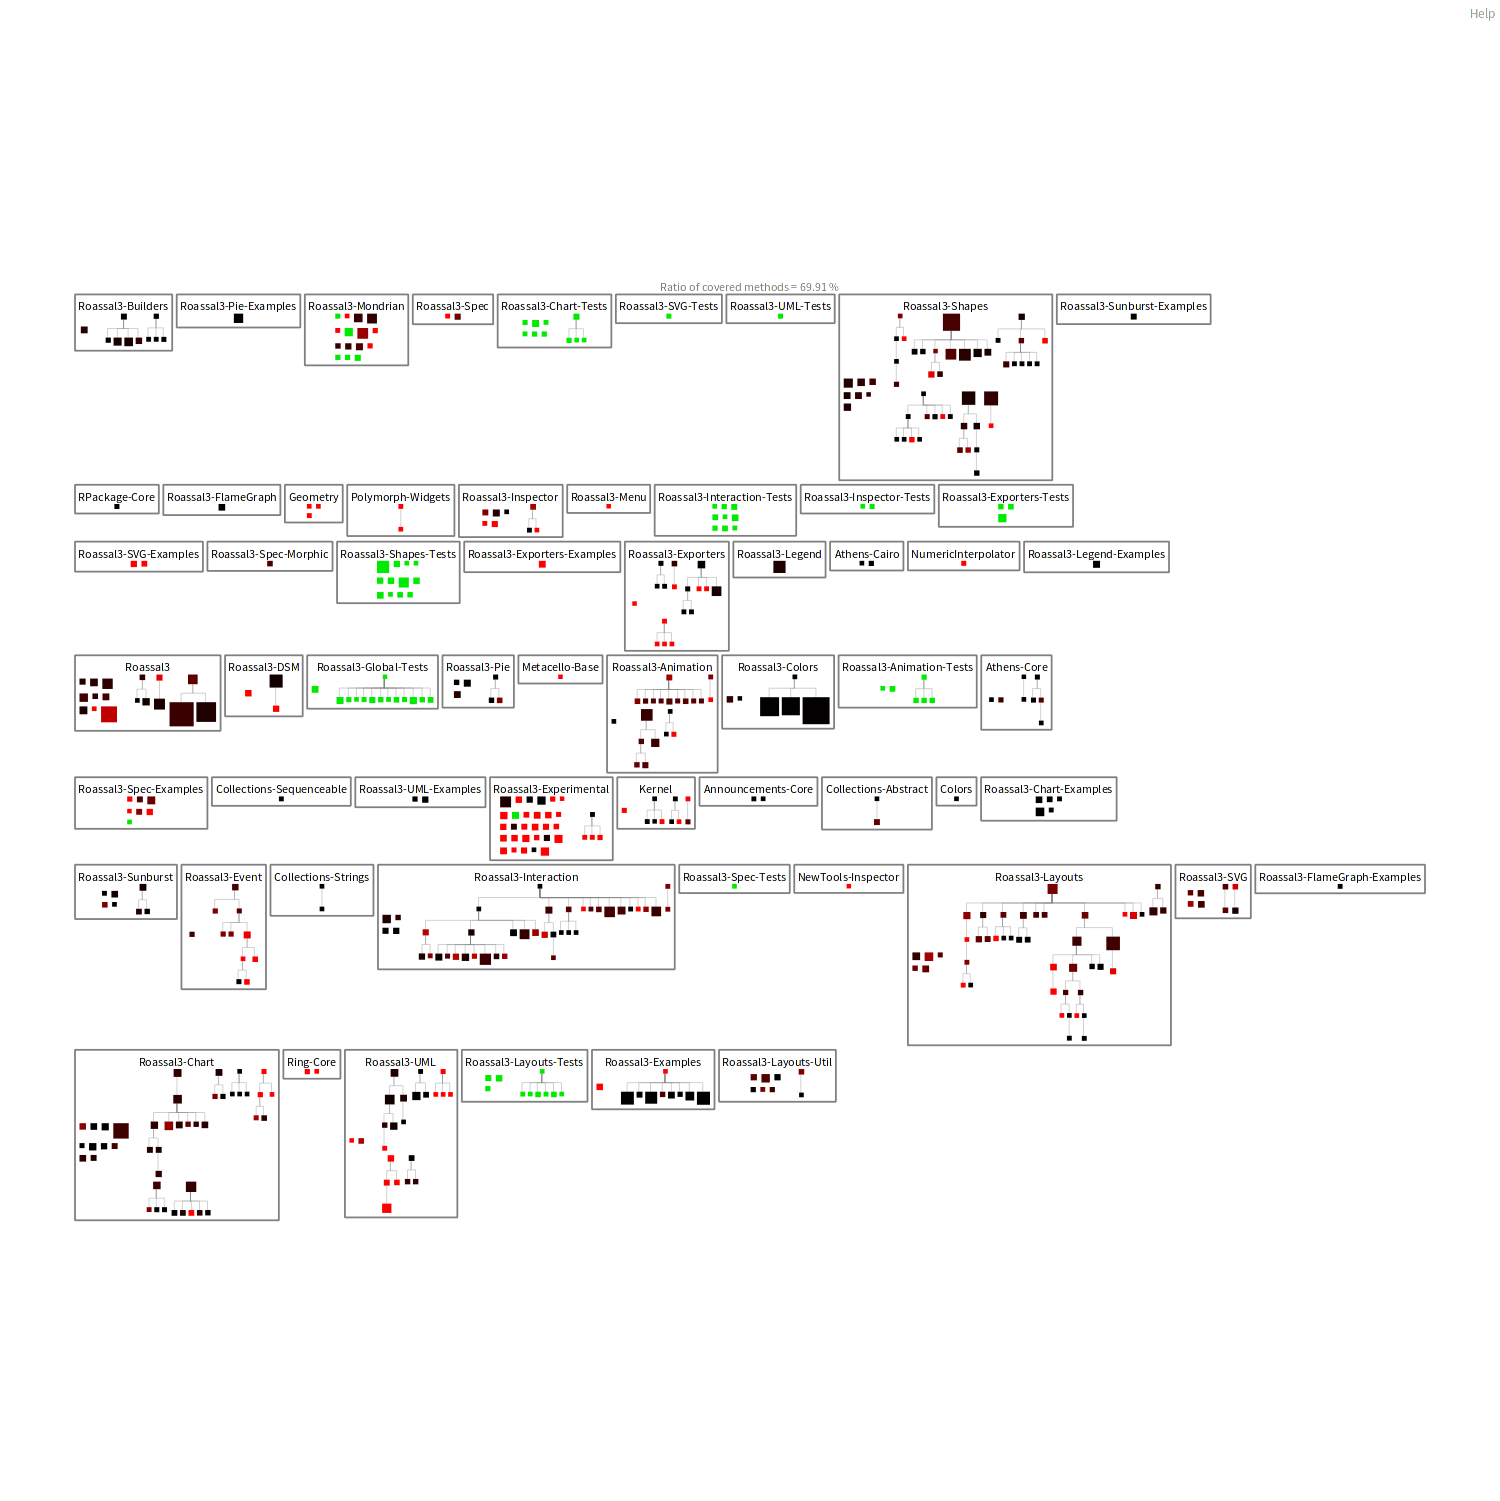 Help
Ratio of covered methods = 69.91 %
Roassal3-Builders
Roassal3-Pie-Examples
Roassal3-Mondrian
Roassal3-Spec
Roassal3-Chart-Tests
Roassal3-SVG-Tests
Roassal3-UML-Tests
Roassal3-Shapes
Roassal3-Sunburst-Examples
RPackage-Core
Roassal3-FlameGraph
Geometry
Polymorph-Widgets
Roassal3-Inspector
Roassal3-Menu
Roassal3-Interaction-Tests
Roassal3-Inspector-Tests
Roassal3-Exporters-Tests
Roassal3-SVG-Examples
Roassal3-Spec-Morphic
Roassal3-Shapes-Tests
Roassal3-Exporters-Examples
Roassal3-Exporters
Roassal3-Legend
Athens-Cairo
NumericInterpolator
Roassal3-Legend-Examples
Roassal3
Roassal3-DSM
Roassal3-Global-Tests
Roassal3-Pie
Metacello-Base
Roassal3-Animation
Roassal3-Colors
Roassal3-Animation-Tests
Athens-Core
Roassal3-Spec-Examples
Collections-Sequenceable
Roassal3-UML-Examples
Roassal3-Experimental
Kernel
Announcements-Core
Collections-Abstract
Colors
Roassal3-Chart-Examples
Roassal3-Sunburst
Roassal3-Event
Collections-Strings
Roassal3-Interaction
Roassal3-Spec-Tests
NewTools-Inspector
Roassal3-Layouts
Roassal3-SVG
Roassal3-FlameGraph-Examples
Roassal3-Chart
Ring-Core
Roassal3-UML
Roassal3-Layouts-Tests
Roassal3-Examples
Roassal3-Layouts-Util